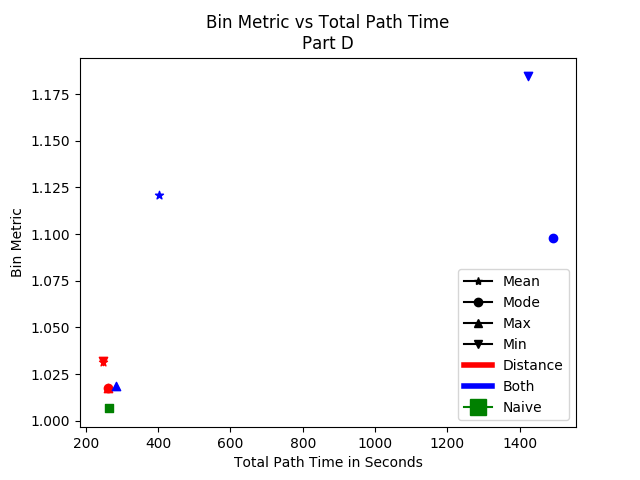 Bin Metric vs Total Path Time
Part D
1.175
1.150
1.125
1.100
1.075
1.050
1.025
1.000
Bin Metric
Mean
Mode
Max
Min
Distance
Both
Naive
200 400 600 800 1000 1200 1400
Total Path Time in Seconds